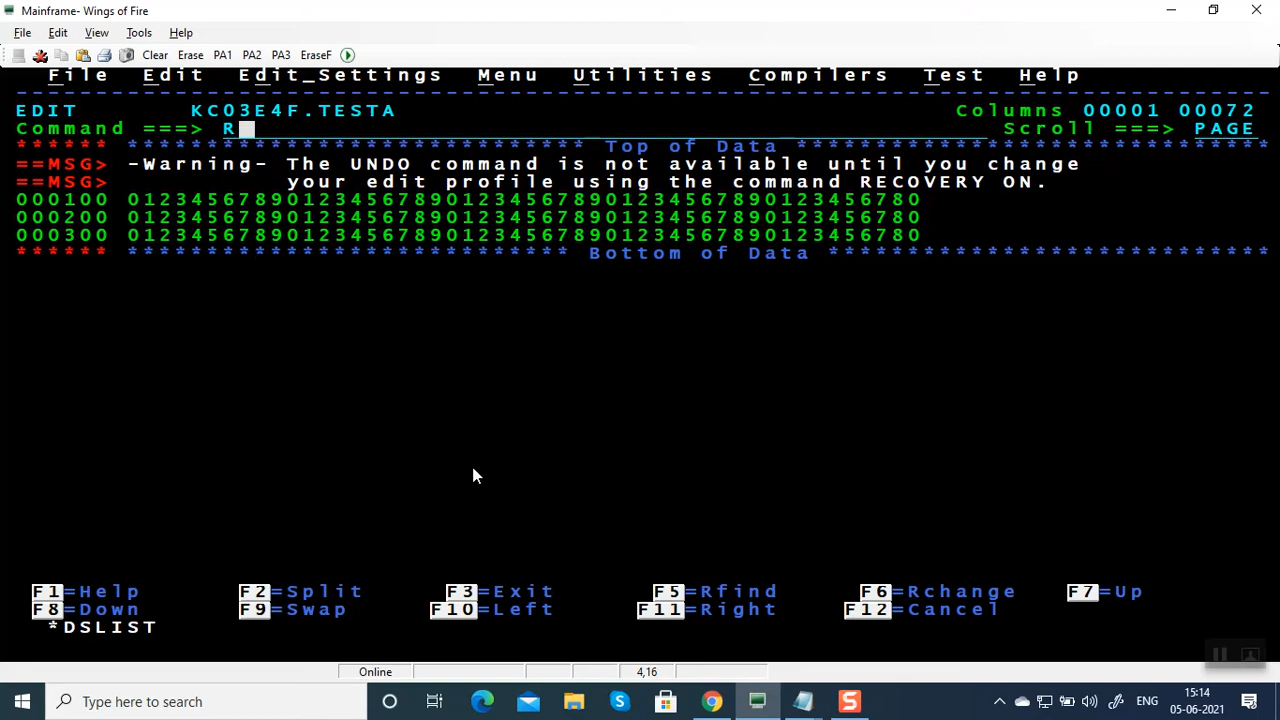 Mainframe- Wings of Fire
File Edit View Tools Help
Clear Erase PA1 PA2 PA3 EraseF
File Edit Edit_Settings Menu Utilities Compilers Test Help
-------------------------------------------------------------------------------
EDIT KC03E4F.TESTA Columns 00001 00072
Command ===> R Scroll ===> PAGE
****** ***************************** Top of Data ******************************
==MSG> -Warning- The UNDO command is not available until you change
==MSG> your edit profile using the command RECOVERY ON.
000100 01234567890123456789012345678901234567890123456780
000200 01234567890123456789012345678901234567890123456780
000300 01234567890123456789012345678901234567890123456780
****** **************************** Bottom of Data ****************************
F1=Help F2=Split F3=Exit F5=Rfind F6=Rchange F7=Up
F8=Down F9=Swap F10=Left F11=Right F12=Cancel
*DSLIST
Online 4,16
Type here to search ENG 15:14
05-06-2021